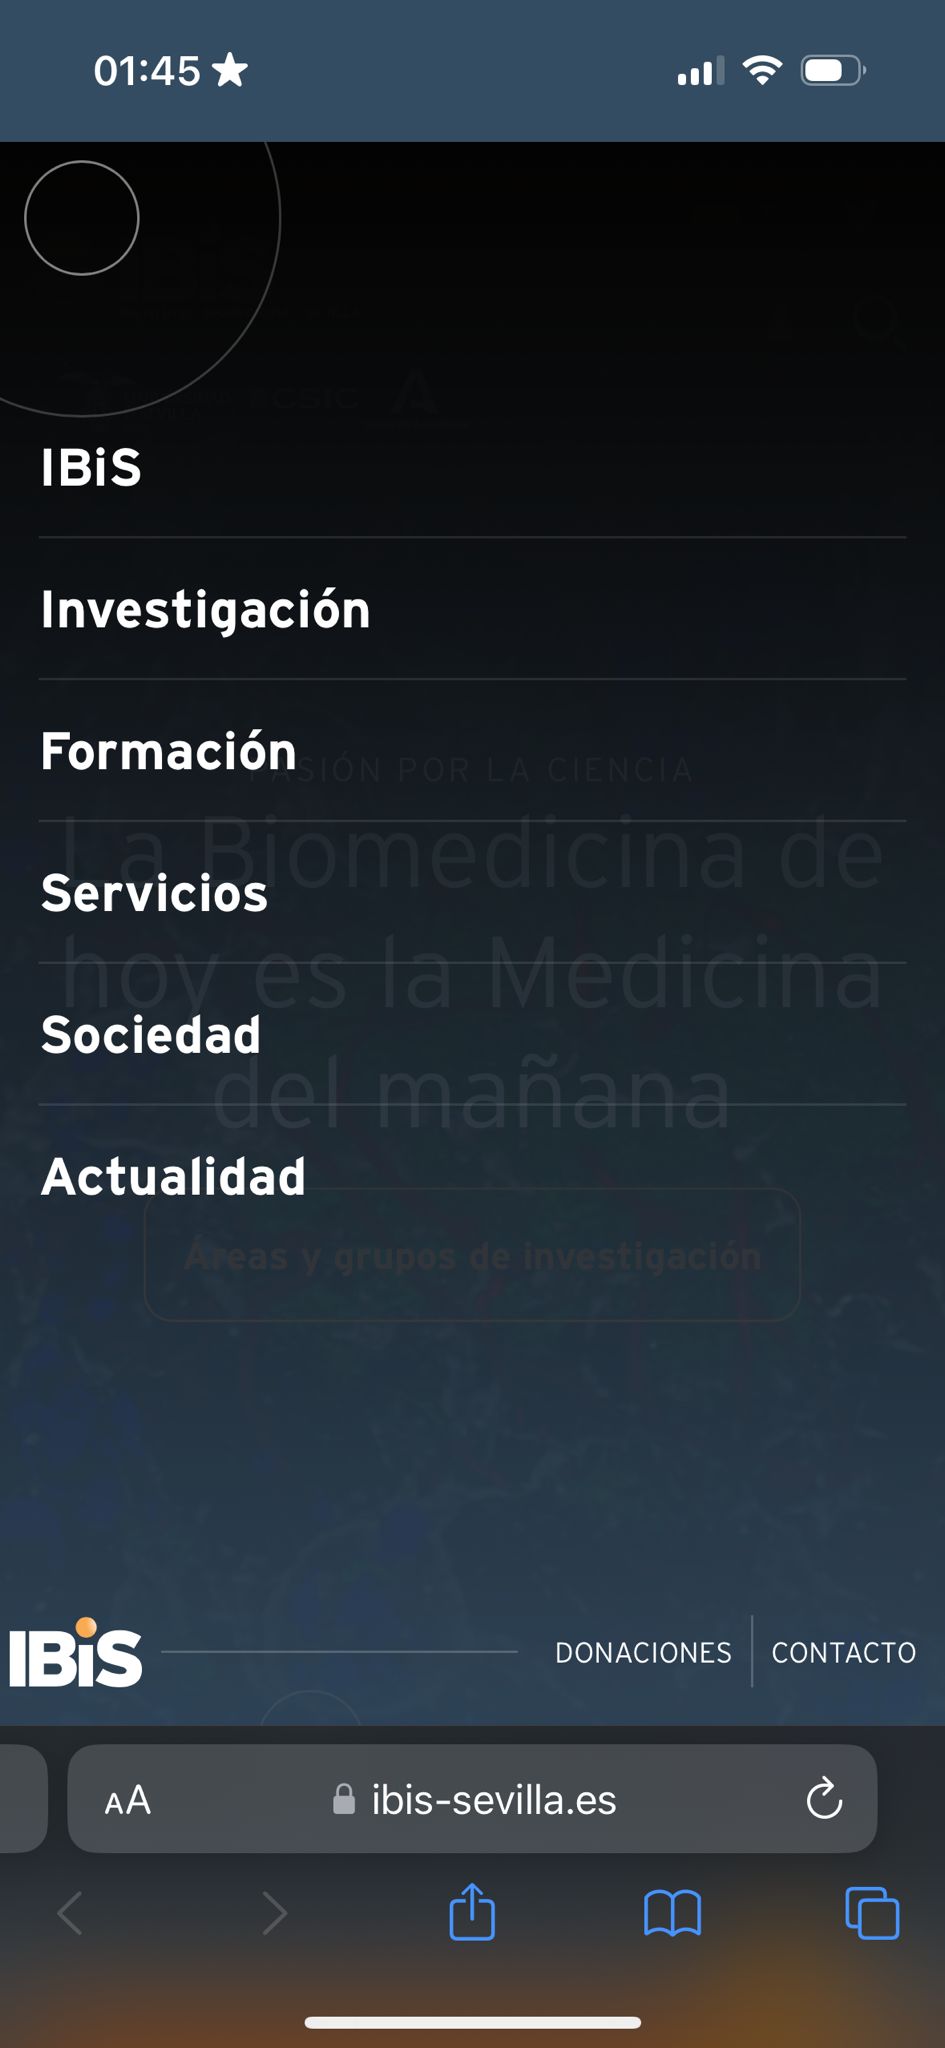 01:45
CSIC
IBiS
Investigación
Formación
PASIÓN POR LA CIENCIA
La Biomedicina de
Servicios
hoy es la Medicina
Sociedad
del mañana
Actualidad
Áreas y grupos de investigación
IBiS
DONACIONES
CONTACTO
AA
ibis-sevilla.es